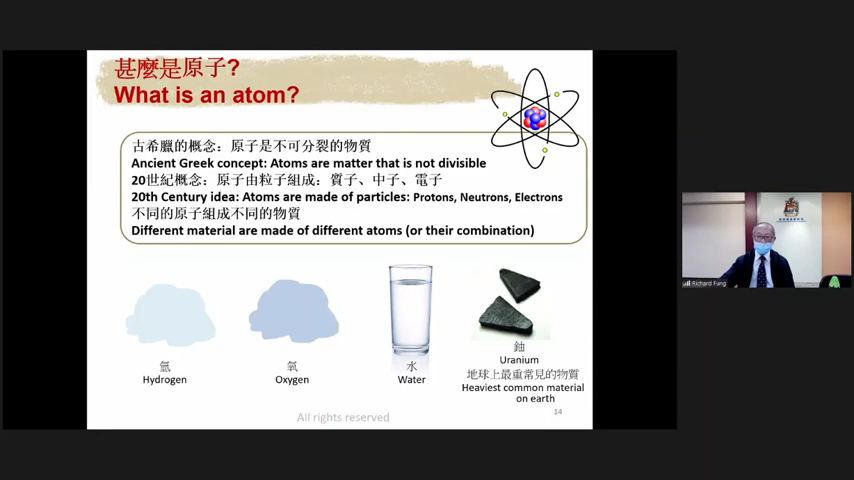 甚麼是原子?
What is an atom?
古希臘的概念：原子是不可分裂的物質
Ancient Greek concept: Atoms are matter that is not divisible
20世紀概念：原子由粒子組成：質子、中子、電子
20th Century idea: Atoms are made of particles: Protons, Neutrons, Electrons
不同的原子組成不同的物質
Different material are made of different atoms (or their combination)
氫
Hydrogen
氧
Oxygen
水
Water
鈾
Uranium
地球上最重常見的物質
Heaviest common material
on earth
All rights reserved
14
Richard Fung